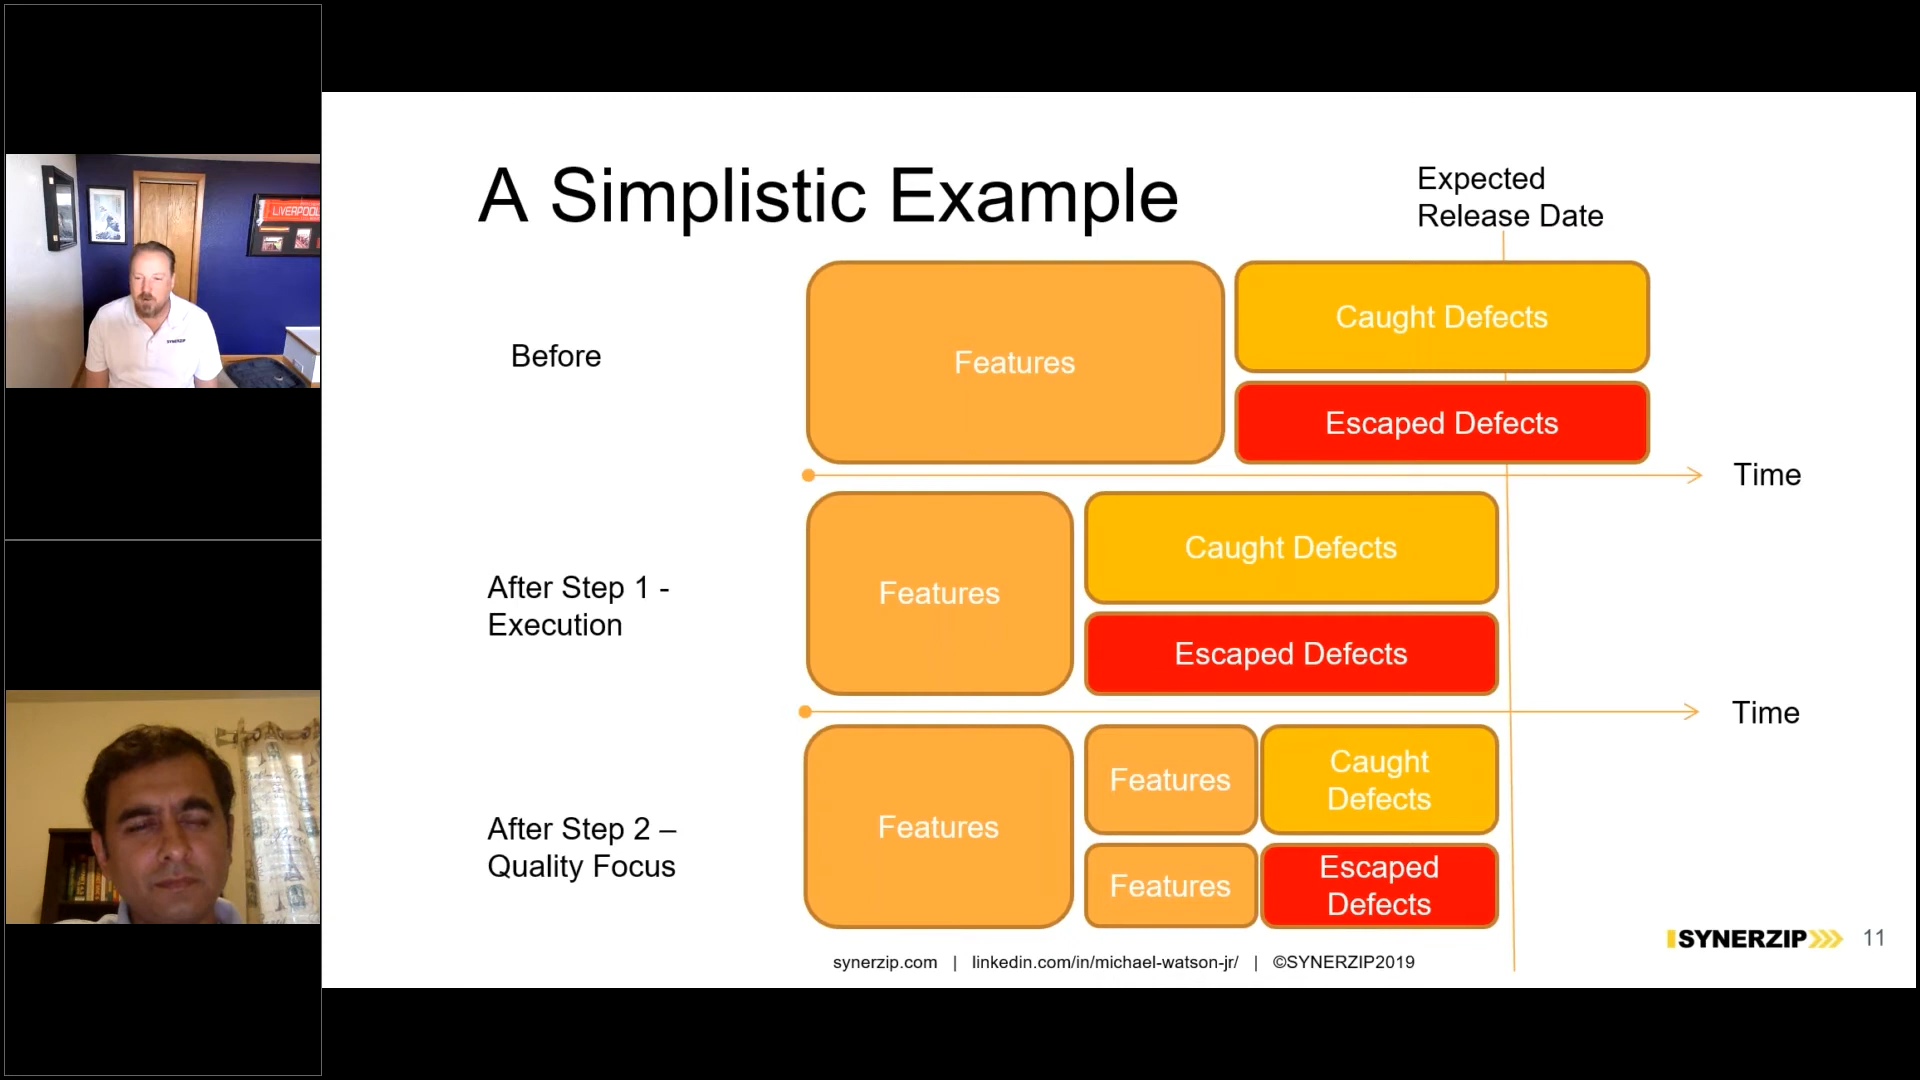 LIVERPOOL
SYNERZIP
A Simplistic Example
Expected
Release Date
Before
Features
Caught Defects
Escaped Defects
Time
After Step 1 -
Execution
Features
Caught Defects
Escaped Defects
Time
After Step 2 –
Quality Focus
Features
Features
Caught
Defects
Features
Escaped
Defects
synerzip.com | linkedin.com/in/michael-watson-jr/ | ©SYNERZIP2019
SYNERZIP
11